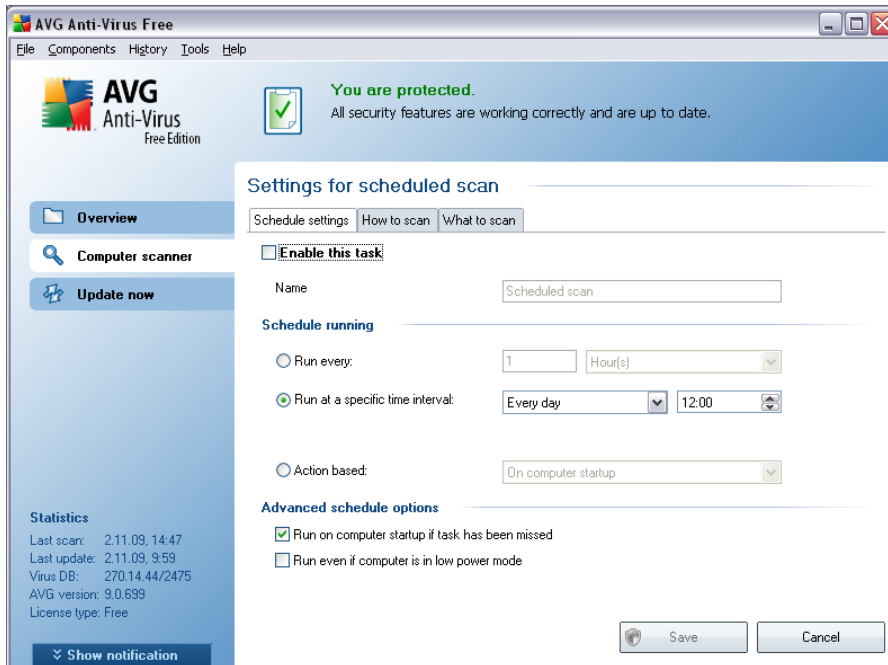 AVG Anti-Virus Free
File Components History Tools Help
AVG
Anti-Virus
Free Edition
You are protected.
All security features are working correctly and are up to date.
Overview
Computer scanner
Update now
Settings for scheduled scan
Schedule settings How to scan What to scan
Enable this task
Name Scheduled scan
Schedule running
Run every: 1 Hour(s)
Run at a specific time interval: Every day 12:00
Action based: On computer startup
Advanced schedule options
Run on computer startup if task has been missed
Run even if computer is in low power mode
Statistics
Last scan: 2.11.09, 14:47
Last update: 2.11.09, 9:59
Virus DB: 270.14.44/2475
AVG version: 9.0.699
License type: Free
Show notification
Save Cancel